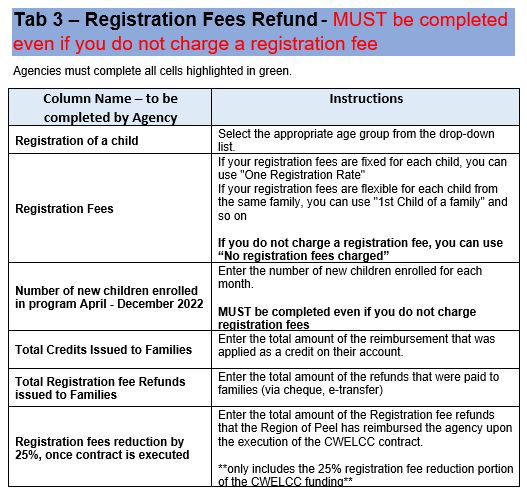 Tab 3 – Registration Fees Refund - MUST be completed
even if you do not charge a registration fee
Agencies must complete all cells highlighted in green.
Column Name – to be
completed by Agency
Instructions
Registration of a child
Select the appropriate age group from the drop-down
list.
Registration Fees
If your registration fees are fixed for each child, you can
use "One Registration Rate"
If your registration fees are flexible for each child from
the same family, you can use "1st Child of a family" and
so on
If you do not charge a registration fee, you can use
“No registration fees charged”
Number of new children enrolled
in program April - December 2022
Enter the number of new children enrolled for each
month.
MUST be completed even if you do not charge
registration fees
Total Credits Issued to Families
Enter the total amount of the reimbursement that was
applied as a credit on their account.
Total Registration fee Refunds
issued to Families
Enter the total amount of the refunds that were paid to
families (via cheque, e-transfer)
Registration fees reduction by
25%, once contract is executed
Enter the total amount of the Registration fee refunds
that the Region of Peel has reimbursed the agency upon
the execution of the CWELCC contract.
**only includes the 25% registration fee reduction portion
of the CWELCC funding**